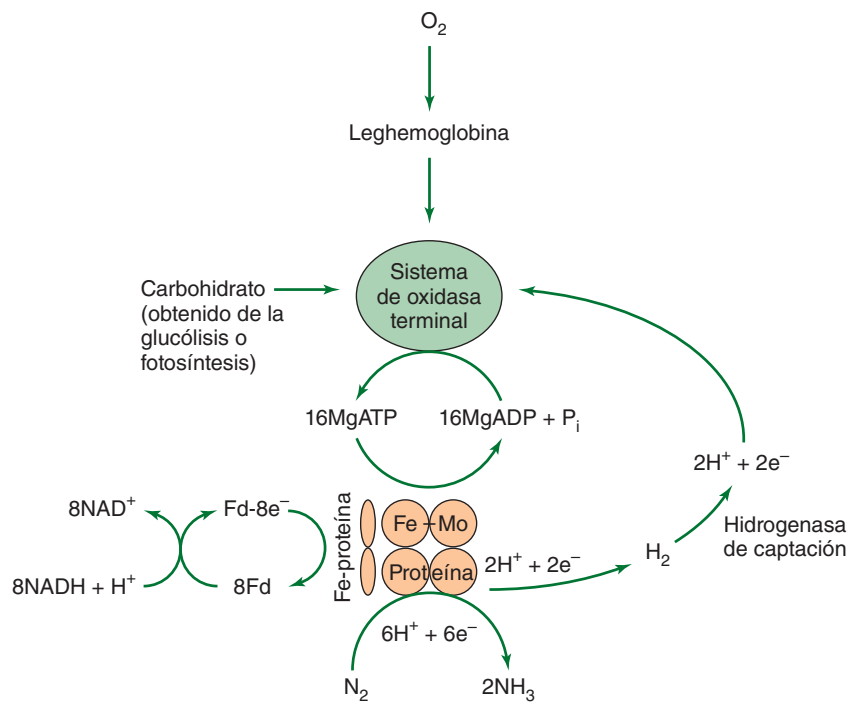 O₂
Leghemoglobina
Sistema
de oxidasa
terminal
Carbohidrato
(obtenido de la
glucólisis o
fotosíntesis)
16MgATP
16MgADP + Pᵢ
2H⁺ + 2e⁻
8NAD⁺
Fd-8e⁻
Fe-proteína
Fe – Mo
Hidrogenasa
de captación
H₂
8NADH + H⁺
8Fd
Proteína
2H⁺ + 2e⁻
6H⁺ + 6e⁻
N₂
2NH₃